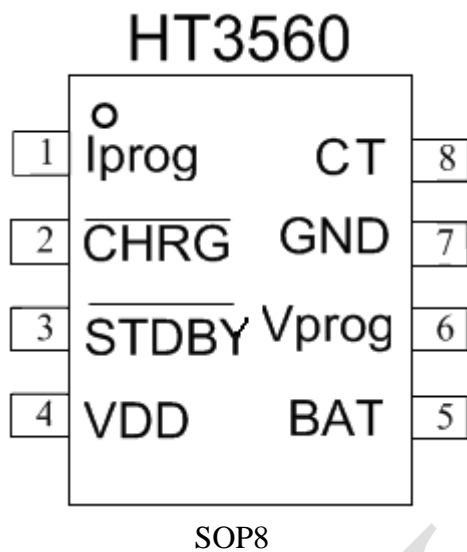 HT3560
1 Iprog CT 8
2 CHRG GND 7
3 STDBY Vprog 6
4 VDD BAT 5
SOP8